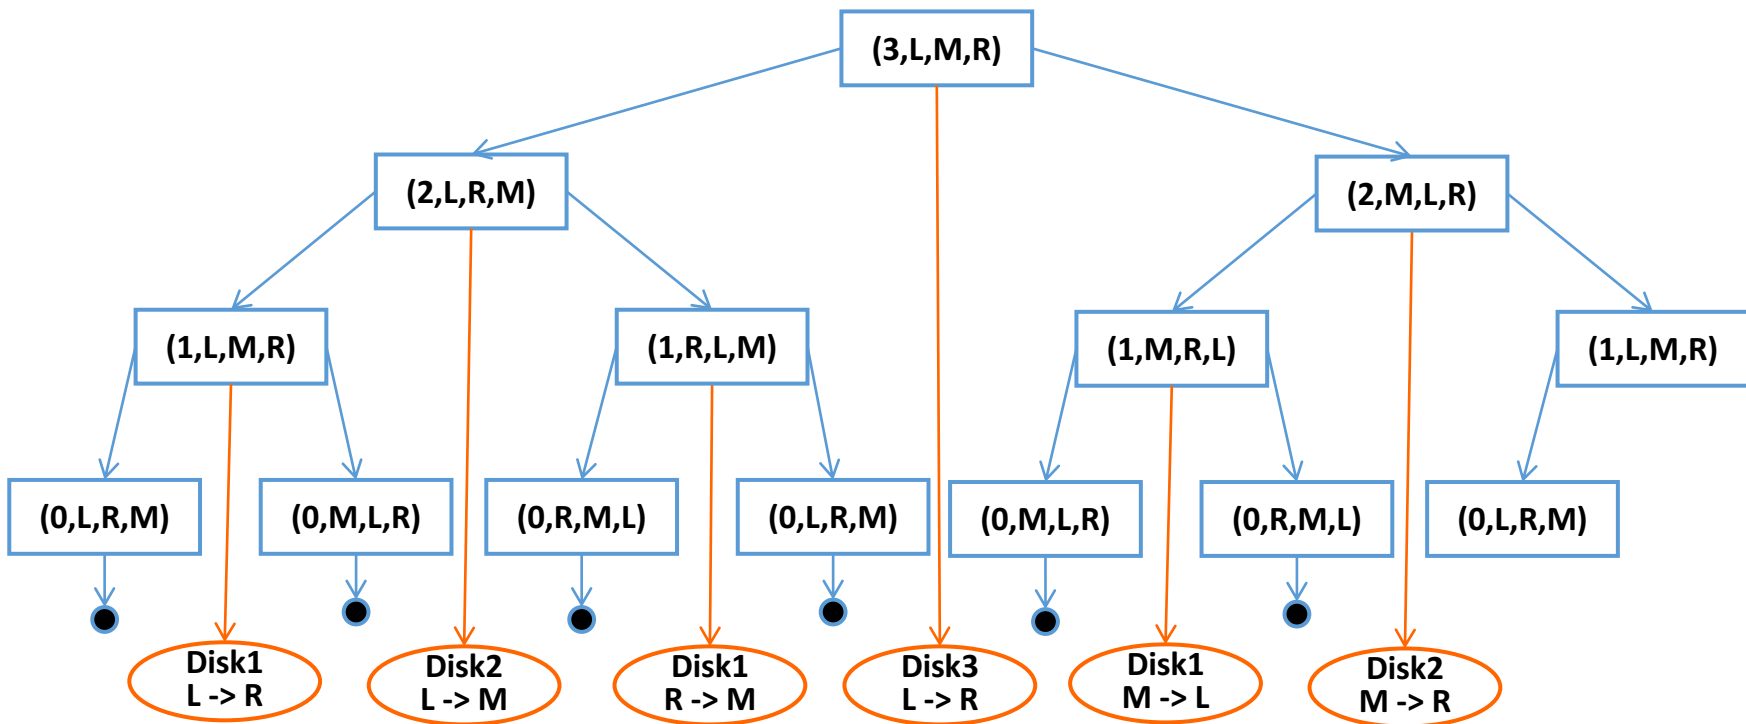 (3,L,M,R)
(2,L,R,M)
(2,M,L,R)
(1,L,M,R)
(1,R,L,M)
(1,M,R,L)
(1,L,M,R)
(0,L,R,M)
(0,M,L,R)
(0,R,M,L)
(0,L,R,M)
(0,M,L,R)
(0,R,M,L)
(0,L,R,M)
Disk1
L -> R
Disk2
L -> M
Disk1
R -> M
Disk3
L -> R
Disk1
M -> L
Disk2
M -> R